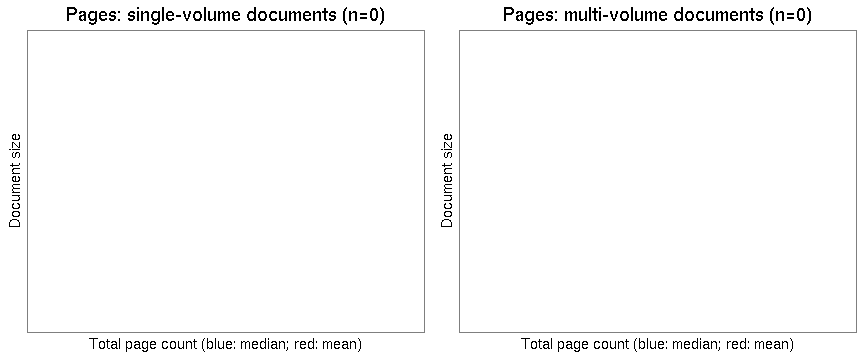 Pages: single-volume documents (n=0)
Document size
Total page count (blue: median; red: mean)
Pages: multi-volume documents (n=0)
Document size
Total page count (blue: median; red: mean)